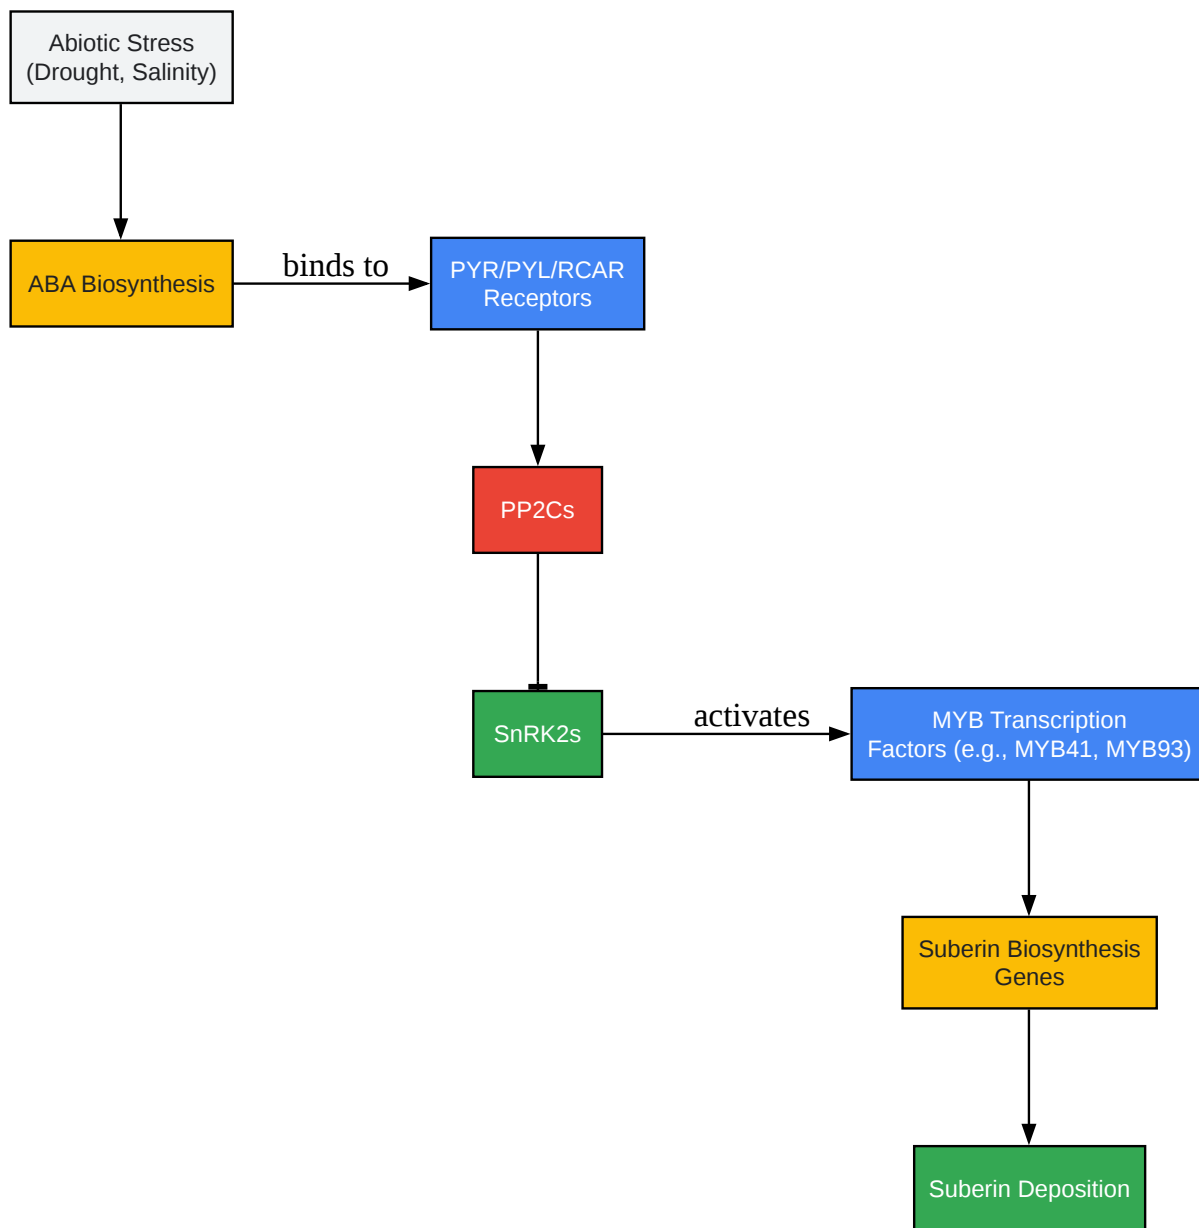 Abiotic Stress
(Drought, Salinity)
ABA Biosynthesis
binds to
PYR/PYL/RCAR
Receptors
PP2Cs
SnRK2s
activates
MYB Transcription
Factors (e.g., MYB41, MYB93)
Suberin Biosynthesis
Genes
Suberin Deposition